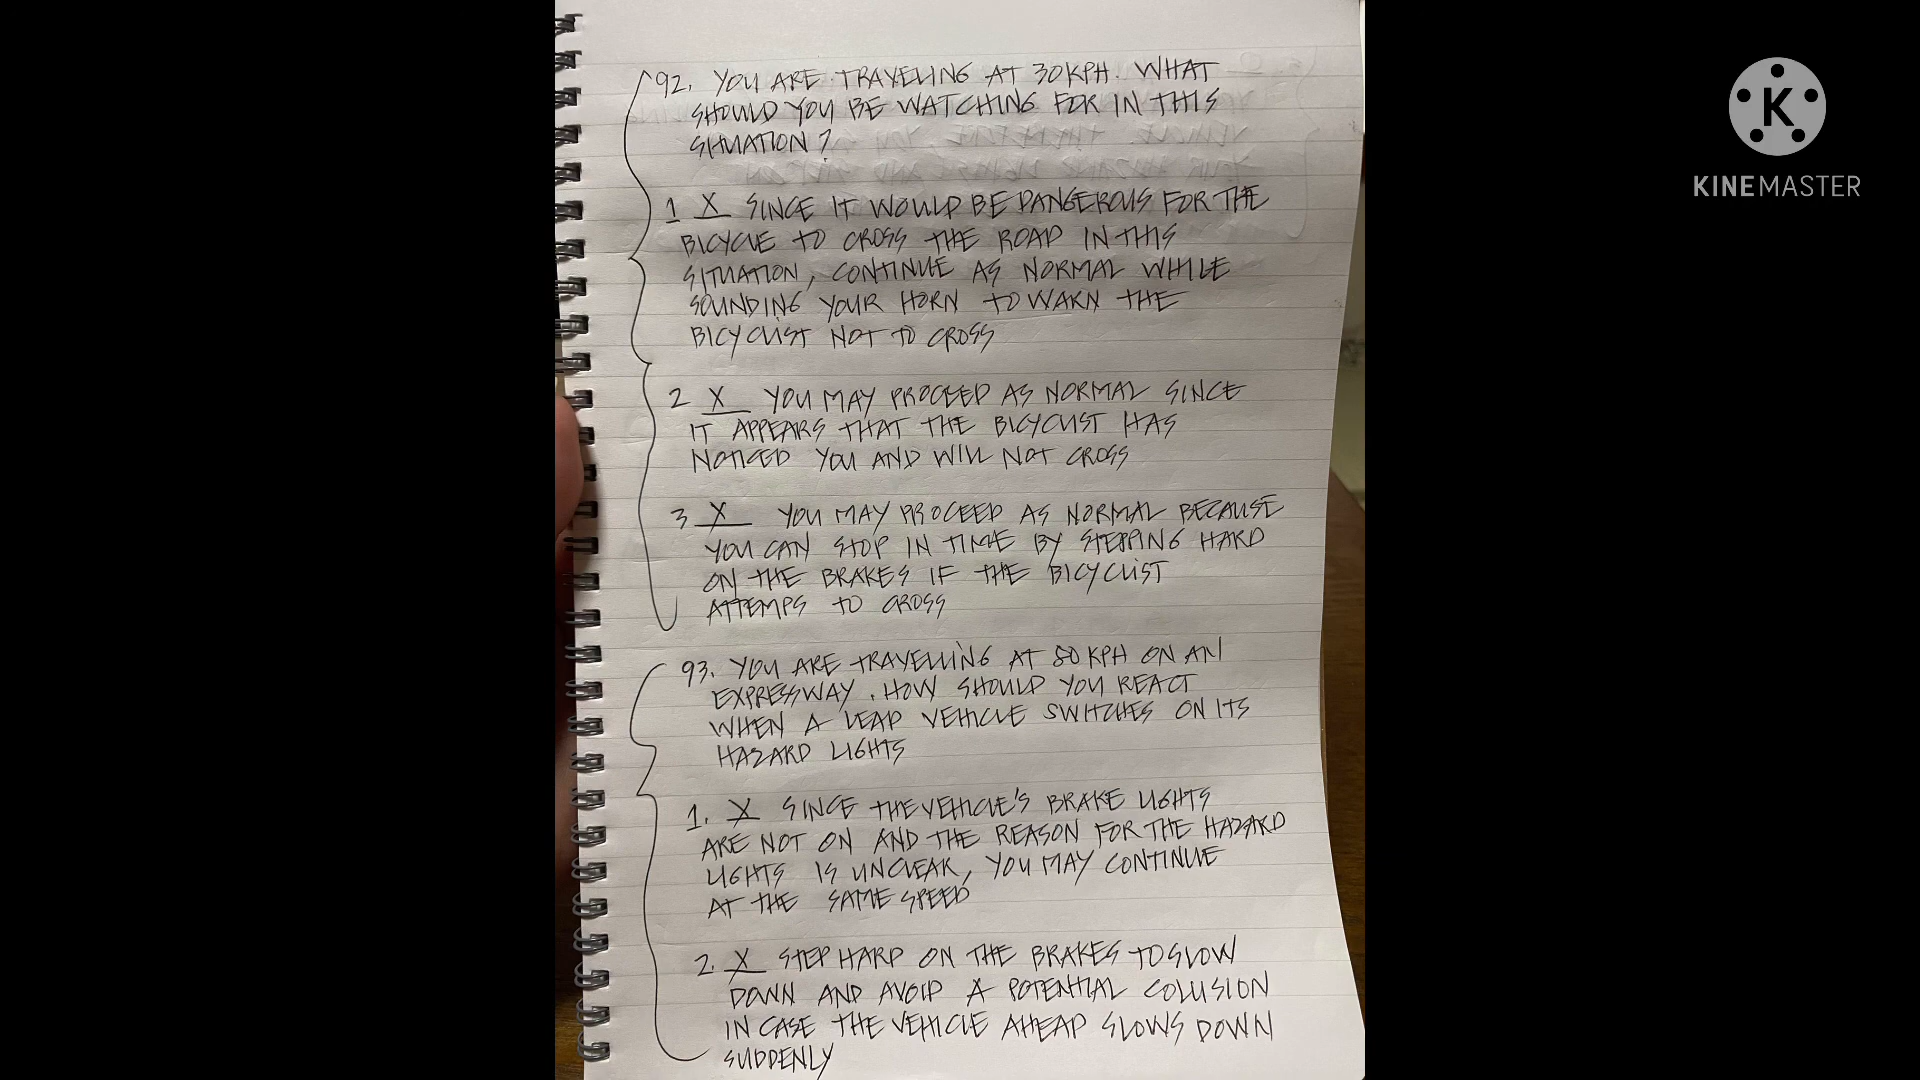 92. YOU ARE TRAVELING AT 30KPH. WHAT
SHOULD YOU BE WATCHING FOR IN THIS
SITUATION?
1 X SINCE IT WOULD BE DANGEROUS FOR THE
BICYCLE TO CROSS THE ROAD IN THIS
SITUATION, CONTINUE AS NORMAL WHILE
SOUNDING YOUR HORN TO WARN THE
BICYCLIST NOT TO CROSS
2 X YOU MAY PROCEED AS NORMAL SINCE
IT APPEARS THAT THE BICYCLIST HAS
NOTICED YOU AND WILL NOT CROSS
3 X YOU MAY PROCEED AS NORMAL BECAUSE
YOU CAN STOP IN TIME BY STEPPING HARD
ON THE BRAKES IF THE BICYCLIST
ATTEMPS TO CROSS
93. YOU ARE TRAVELLING AT 80 KPH ON AN
EXPRESSWAY. HOW SHOULD YOU REACT
WHEN A LEAD VEHICLE SWITCHES ON ITS
HAZARD LIGHTS
1. X SINCE THE VEHICLE'S BRAKE LIGHTS
ARE NOT ON AND THE REASON FOR THE HAZARD
LIGHTS IS UNCLEAR, YOU MAY CONTINUE
AT THE SAME SPEED
2. X STEP HARD ON THE BRAKES TO SLOW
DOWN AND AVOID A POTENTIAL COLUSION
IN CASE THE VEHICLE AHEAD SLOWS DOWN
SUDDENLY
K
KINEMASTER